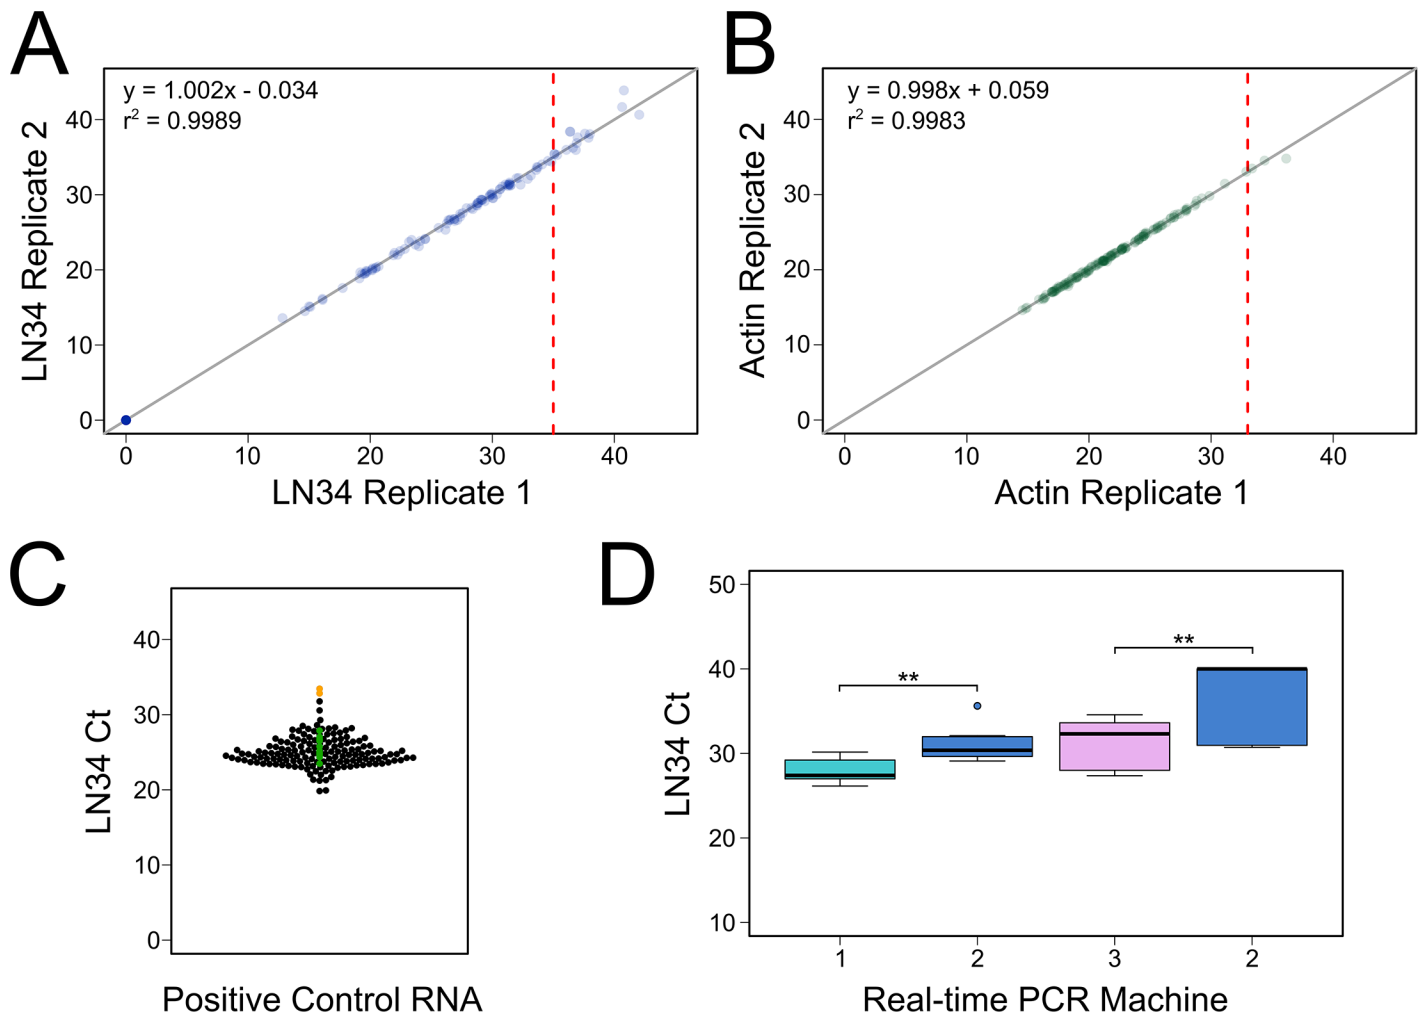 A
y = 1.002x - 0.034
r² = 0.9989
LN34 Replicate 2
40
30
20
10
0
0 10 20 30 40
LN34 Replicate 1
B
y = 0.998x + 0.059
r² = 0.9983
Actin Replicate 2
40
30
20
10
0
0 10 20 30 40
Actin Replicate 1
C
LN34 Ct
40
30
20
10
0
Positive Control RNA
D
LN34 Ct
50
40
30
20
10
**
**
1 2 3 2
Real-time PCR Machine